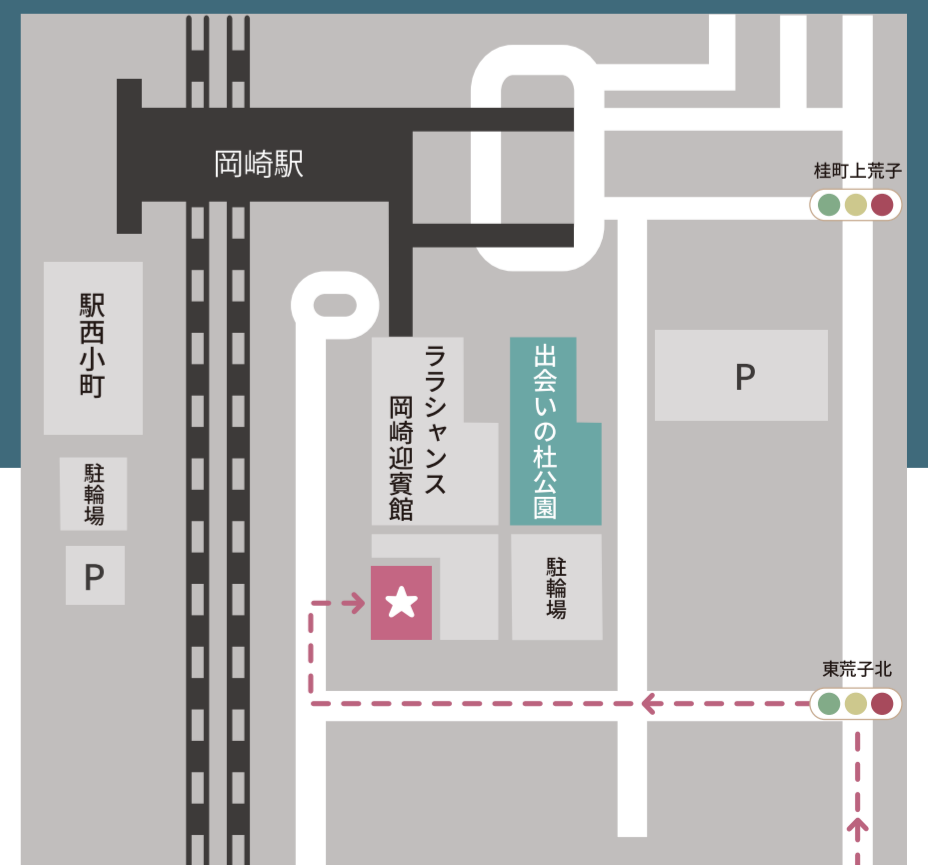 岡崎駅
桂町上荒子
駅西小町
ララシャンス
岡崎迎賓館
出会いの杜公園
P
駐輪場
P
駐輪場
東荒子北